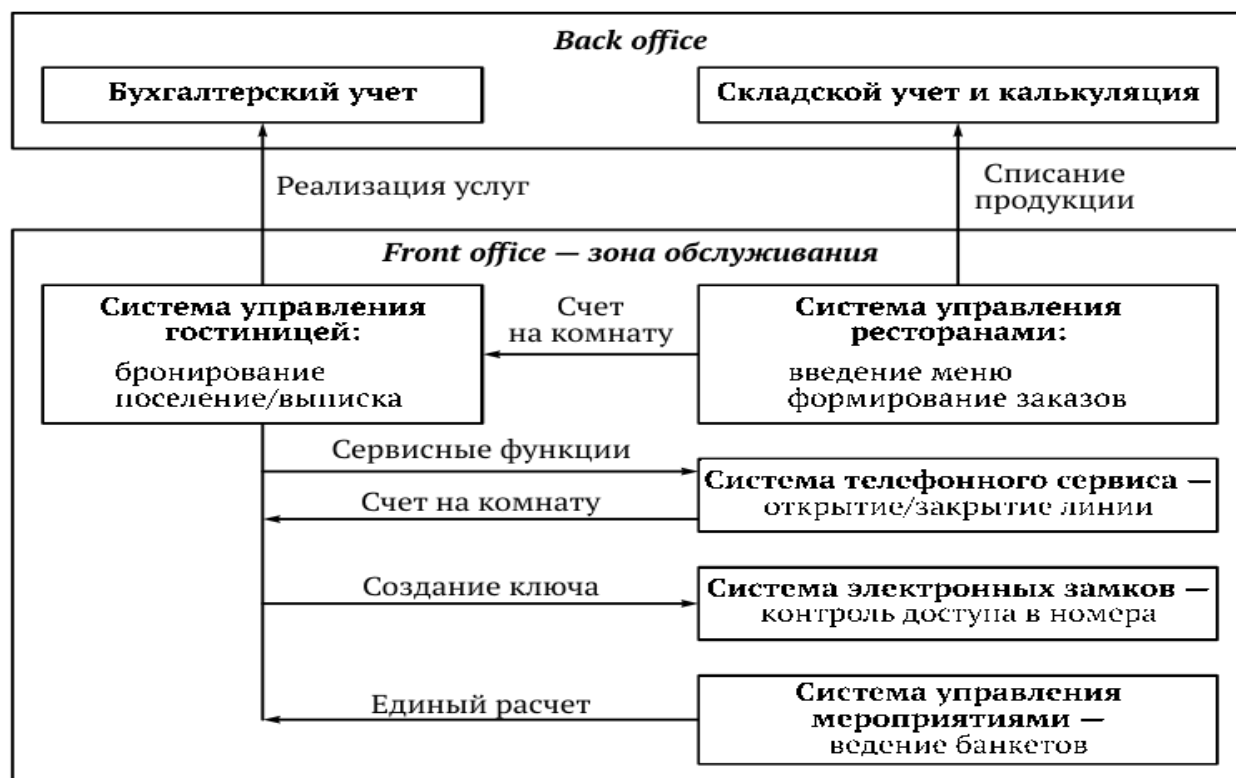 Back office
Бухгалтерский учет
Складской учет и калькуляция
Реализация услуг
Списание
продукции
Front office — зона обслуживания
Система управления
гостиницей:
бронирование
поселение/выписка
Счет
на комнату
Система управления
ресторанами:
введение меню
формирование заказов
Сервисные функции
Счет на комнату
Система телефонного сервиса —
открытие/закрытие линии
Создание ключа
Система электронных замков —
контроль доступа в номера
Единый расчет
Система управления
мероприятиями —
ведение банкетов